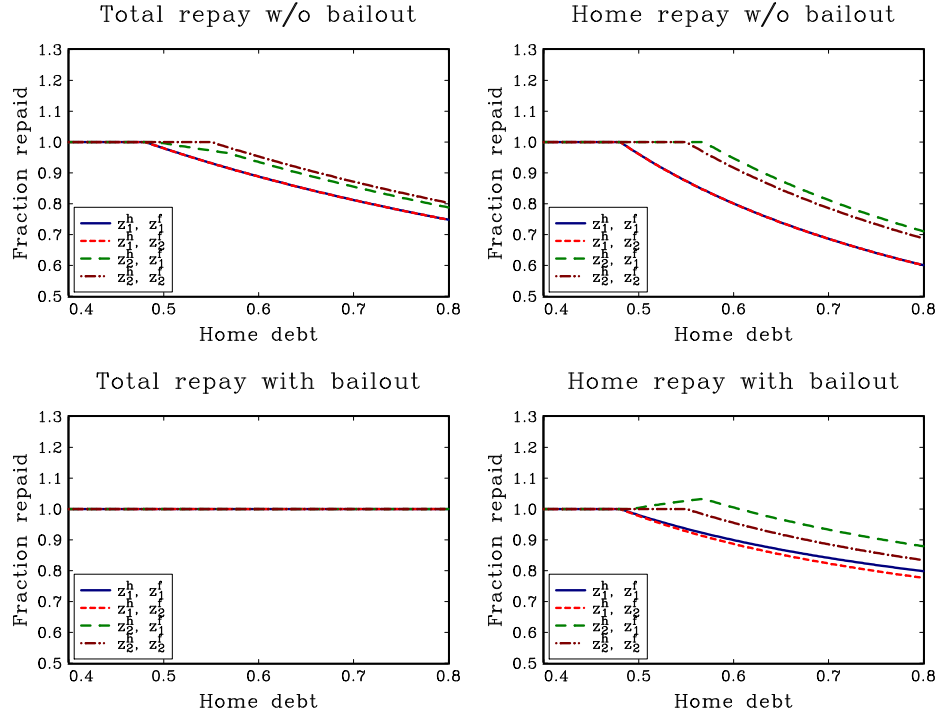 Total repay w/o bailout
Fraction repaid
1.3
1.2
1.1
1.0
0.9
0.8
0.7
0.6
0.5
z₁ʰ, z₁ᶠ
z₁ʰ, z₂ᶠ
z₂ʰ, z₁ᶠ
z₂ʰ, z₂ᶠ
0.4 0.5 0.6 0.7 0.8
Home debt
Home repay w/o bailout
Fraction repaid
1.3
1.2
1.1
1.0
0.9
0.8
0.7
0.6
0.5
z₁ʰ, z₁ᶠ
z₁ʰ, z₂ᶠ
z₂ʰ, z₁ᶠ
z₂ʰ, z₂ᶠ
0.4 0.5 0.6 0.7 0.8
Home debt
Total repay with bailout
Fraction repaid
1.3
1.2
1.1
1.0
0.9
0.8
0.7
0.6
0.5
z₁ʰ, z₁ᶠ
z₁ʰ, z₂ᶠ
z₂ʰ, z₁ᶠ
z₂ʰ, z₂ᶠ
0.4 0.5 0.6 0.7 0.8
Home debt
Home repay with bailout
Fraction repaid
1.3
1.2
1.1
1.0
0.9
0.8
0.7
0.6
0.5
z₁ʰ, z₁ᶠ
z₁ʰ, z₂ᶠ
z₂ʰ, z₁ᶠ
z₂ʰ, z₂ᶠ
0.4 0.5 0.6 0.7 0.8
Home debt